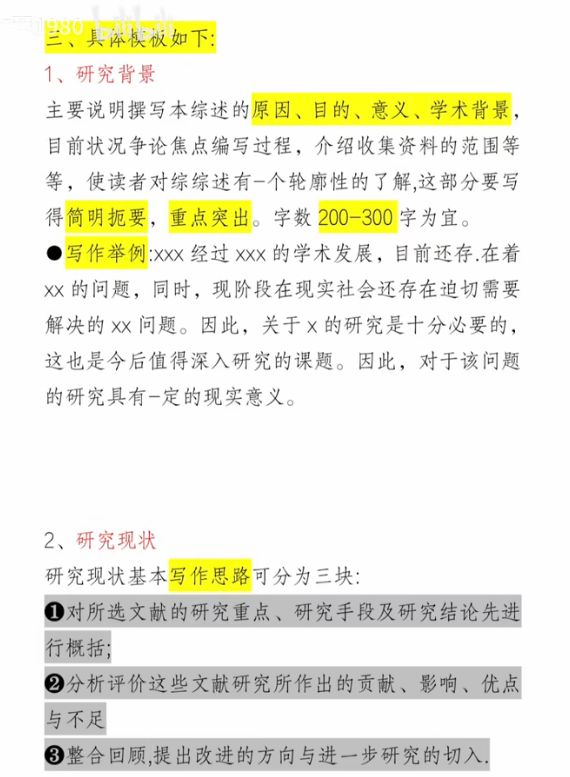 980 bilibili
三、具体模板如下:
1、研究背景
主要说明撰写本综述的原因、目的、意义、学术背景,
目前状况争论焦点编写过程，介绍收集资料的范围等
等，使读者对综综述有-个轮廓性的了解,这部分要写
得简明扼要，重点突出。字数 200-300 字为宜。
●写作举例:xxx 经过 xxx 的学术发展，目前还存.在着
xx 的问题，同时，现阶段在现实社会还存在迫切需要
解决的 xx 问题。因此，关于 x 的研究是十分必要的，
这也是今后值得深入研究的课题。因此，对于该问题
的研究具有-定的现实意义。
2、研究现状
研究现状基本写作思路可分为三块:
❶对所选文献的研究重点、研究手段及研究结论先进
行概括;
❷分析评价这些文献研究所作出的贡献、影响、优点
与不足
❸整合回顾,提出改进的方向与进一步研究的切入.